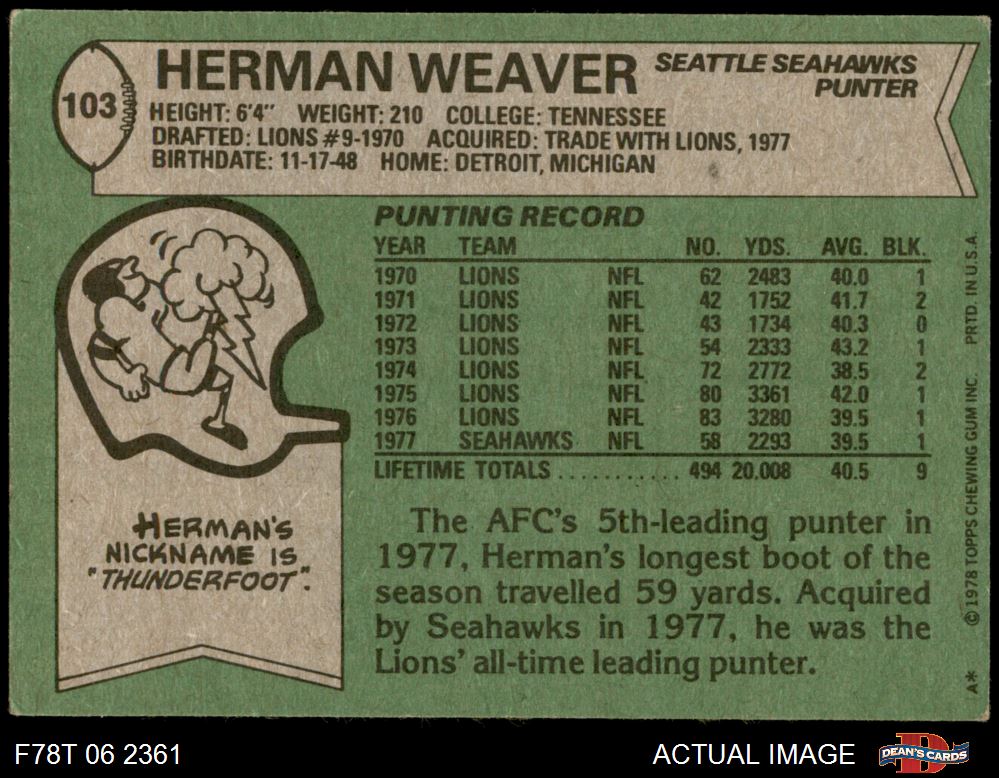 103
HERMAN WEAVER
SEATTLE SEAHAWKS
PUNTER
HEIGHT: 6'4" WEIGHT: 210 COLLEGE: TENNESSEE
DRAFTED: LIONS #9-1970 ACQUIRED: TRADE WITH LIONS, 1977
BIRTHDATE: 11-17-48 HOME: DETROIT, MICHIGAN
PUNTING RECORD
YEAR TEAM NO. YDS. AVG. BLK.
1970 LIONS NFL 62 2483 40.0 1
1971 LIONS NFL 42 1752 41.7 2
1972 LIONS NFL 43 1734 40.3 0
1973 LIONS NFL 54 2333 43.2 1
1974 LIONS NFL 72 2772 38.5 2
1975 LIONS NFL 80 3361 42.0 1
1976 LIONS NFL 83 3280 39.5 1
1977 SEAHAWKS NFL 58 2293 39.5 1
LIFETIME TOTALS ........... 494 20.008 40.5 9
HERMAN'S
NICKNAME IS
"THUNDERFOOT".
The AFC's 5th-leading punter in
1977, Herman's longest boot of the
season travelled 59 yards. Acquired
by Seahawks in 1977, he was the
Lions' all-time leading punter.
A* ©1978 TOPPS CHEWING GUM INC. PRTD. IN U.S.A.
F78T 06 2361
ACTUAL IMAGE
D
DEAN'S CARDS